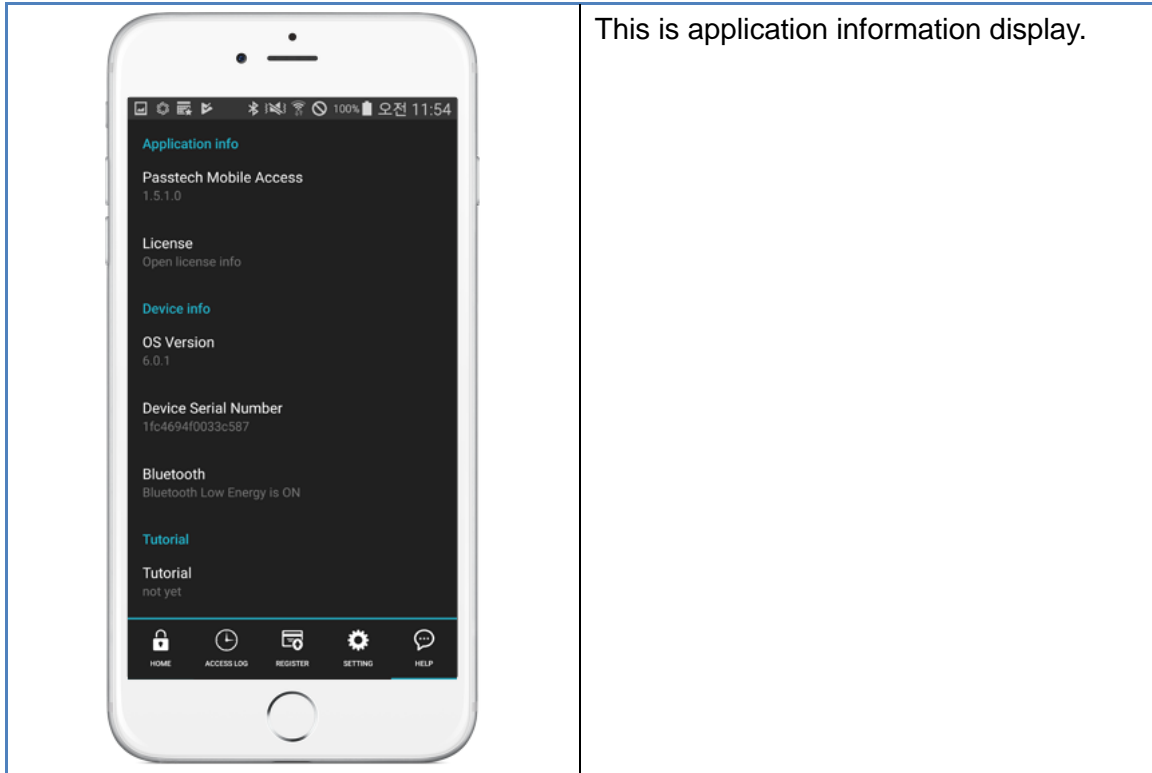 This is application information display.
100% 오전 11:54
Application info
Passtech Mobile Access
1.5.1.0
License
Open license info
Device info
OS Version
6.0.1
Device Serial Number
1fc4694f0033c587
Bluetooth
Bluetooth Low Energy is ON
Tutorial
Tutorial
not yet
HOME ACCESS LOG REGISTER SETTING HELP